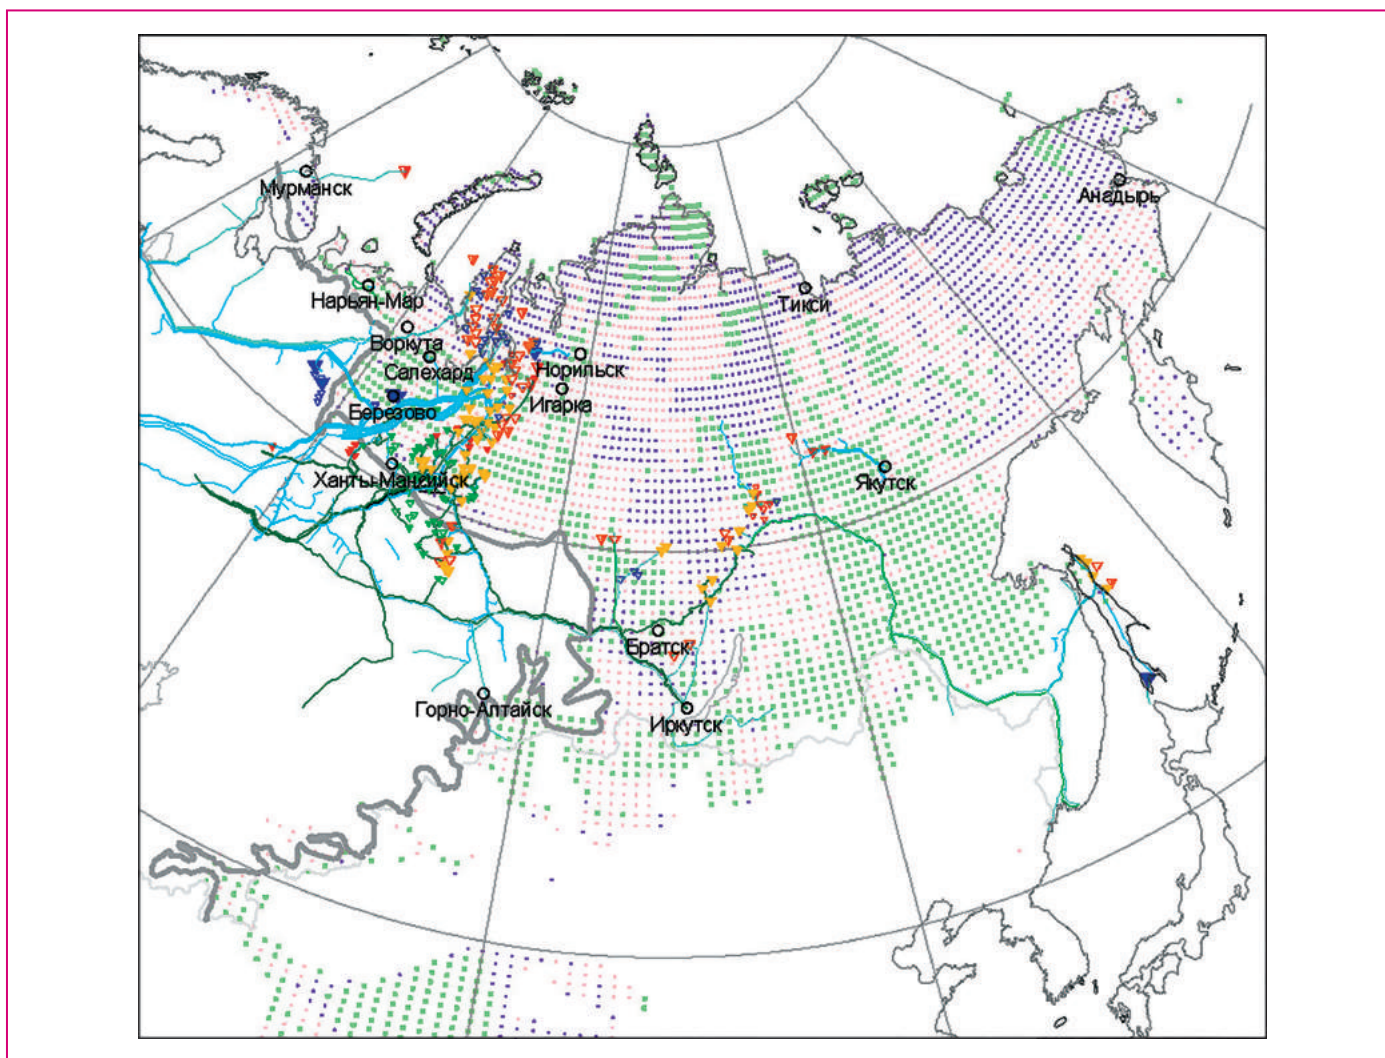 Мурманск
Анадырь
Нарьян-Мар
Тикси
Воркута
Салехард
Норильск
Игарка
Березово
Ханты-Мансийск
Якутск
Братск
Горно-Алтайск
Иркутск